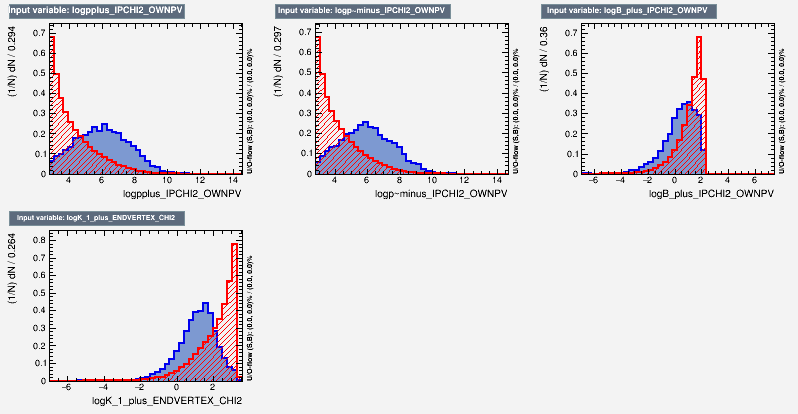 Input variable: logpplus_IPCHI2_OWNPV
(1/N) dN / 0.294
0.7
0.6
0.5
0.4
0.3
0.2
0.1
0
4 6 8 10 12 14
logpplus_IPCHI2_OWNPV
U/O-flow (S,B): (0.0, 0.0)% / (0.0, 0.0)%
Input variable: logp~minus_IPCHI2_OWNPV
(1/N) dN / 0.297
0.7
0.6
0.5
0.4
0.3
0.2
0.1
0
4 6 8 10 12 14
logp~minus_IPCHI2_OWNPV
U/O-flow (S,B): (0.0, 0.0)% / (0.0, 0.0)%
Input variable: logB_plus_IPCHI2_OWNPV
(1/N) dN / 0.36
0.7
0.6
0.5
0.4
0.3
0.2
0.1
0
−6 −4 −2 0 2 4 6
logB_plus_IPCHI2_OWNPV
U/O-flow (S,B): (0.0, 0.0)% / (0.0, 0.0)%
Input variable: logK_1_plus_ENDVERTEX_CHI2
(1/N) dN / 0.264
0.8
0.7
0.6
0.5
0.4
0.3
0.2
0.1
0
−6 −4 −2 0 2
logK_1_plus_ENDVERTEX_CHI2
U/O-flow (S,B): (0.0, 0.0)% / (0.0, 0.0)%